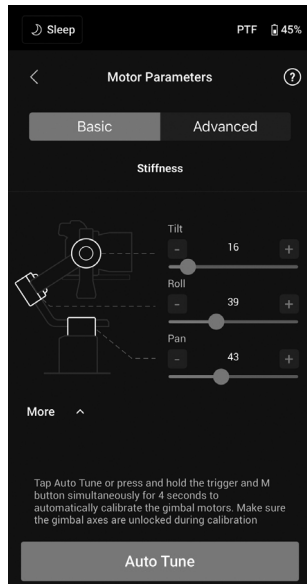 Sleep PTF 45%
Motor Parameters ?
Basic Advanced
Stiffness
Tilt
- 16 +
Roll
- 39 +
Pan
- 43 +
More
Tap Auto Tune or press and hold the trigger and M
button simultaneously for 4 seconds to
automatically calibrate the gimbal motors. Make sure
the gimbal axes are unlocked during calibration
Auto Tune